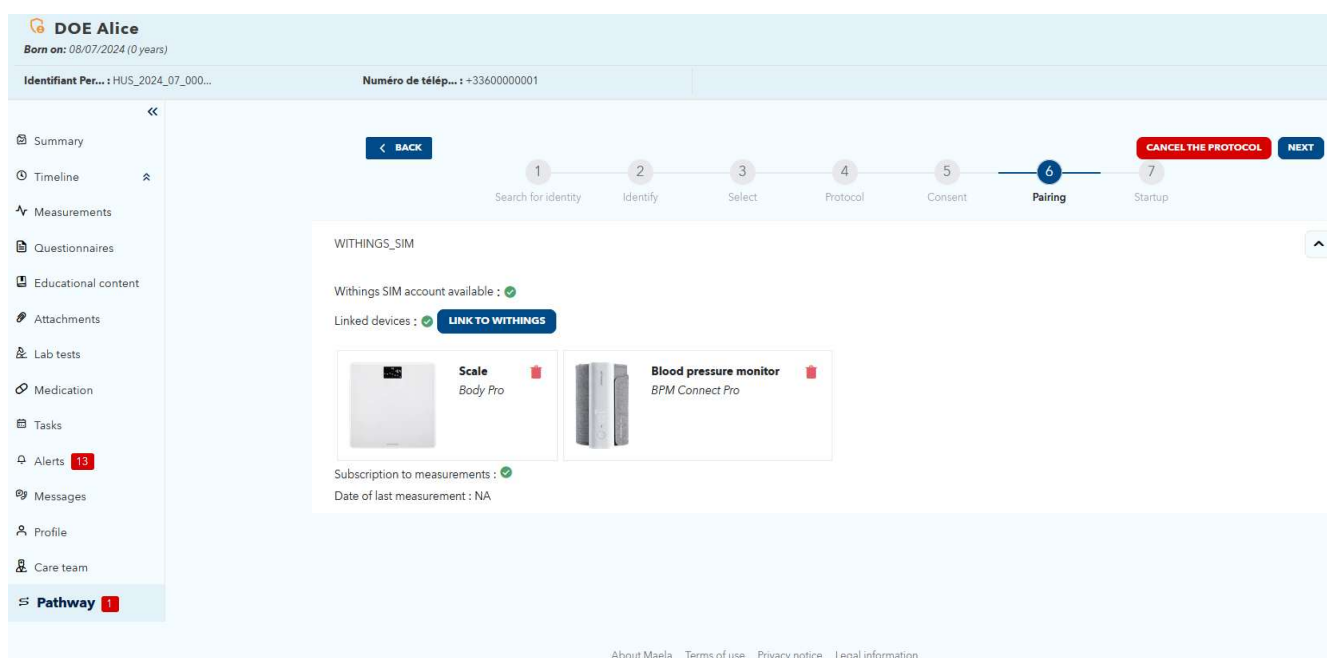 DOE Alice
Born on: 08/07/2024 (0 years)
Identifiant Per... : HUS_2024_07_000...
Numéro de télép... : +33600000001
«
Summary
Timeline
Measurements
Questionnaires
Educational content
Attachments
Lab tests
Medication
Tasks
Alerts 13
Messages
Profile
Care team
Pathway 1
BACK
CANCEL THE PROTOCOL
NEXT
1 2 3 4 5 6 7
Search for identity Identify Select Protocol Consent Pairing Startup
WITHINGS_SIM
Withings SIM account available :
Linked devices : LINK TO WITHINGS
Scale
Body Pro
Blood pressure monitor
BPM Connect Pro
Subscription to measurements :
Date of last measurement : NA
About Maela Terms of use Privacy notice Legal information